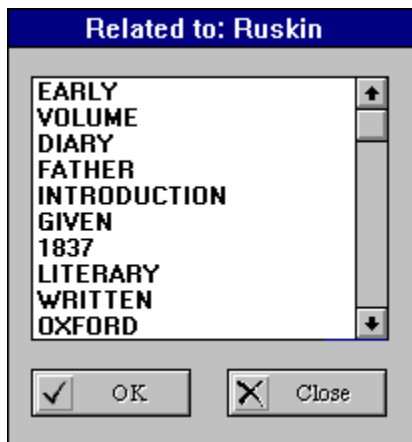 Related to: Ruskin
EARLY
VOLUME
DIARY
FATHER
INTRODUCTION
GIVEN
1837
LITERARY
WRITTEN
OXFORD
OK
Close